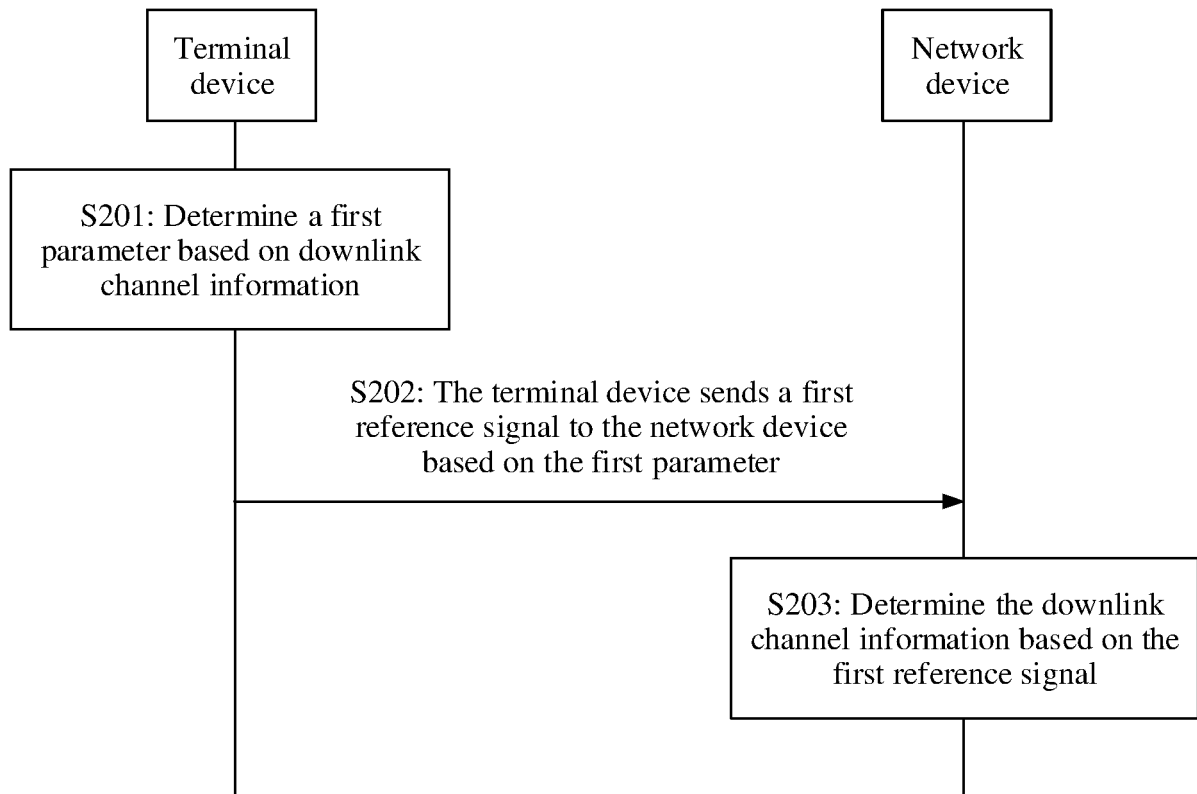 Terminal
device
Network
device
S201: Determine a first
parameter based on downlink
channel information
S202: The terminal device sends a first
reference signal to the network device
based on the first parameter
S203: Determine the downlink
channel information based on the
first reference signal